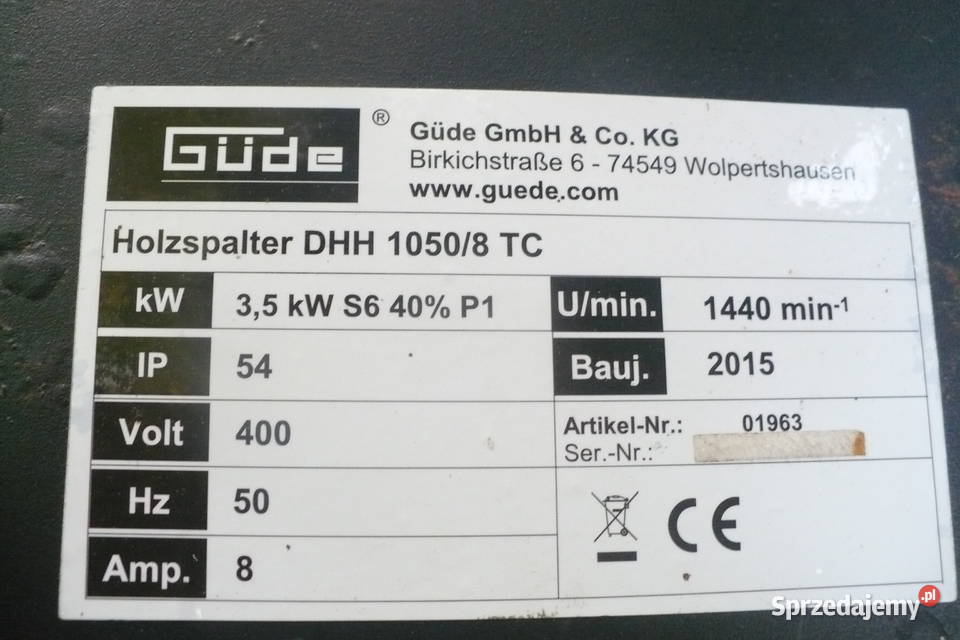 Güde ®
Güde GmbH & Co. KG
Birkichstraße 6 - 74549 Wolpertshausen
www.guede.com
Holzspalter DHH 1050/8 TC
kW 3,5 kW S6 40% P1
U/min. 1440 min-1
IP 54
Bauj. 2015
Volt 400
Artikel-Nr.: 01963
Ser.-Nr.:
Hz 50
CE
Amp. 8
Sprzedajemy.pl